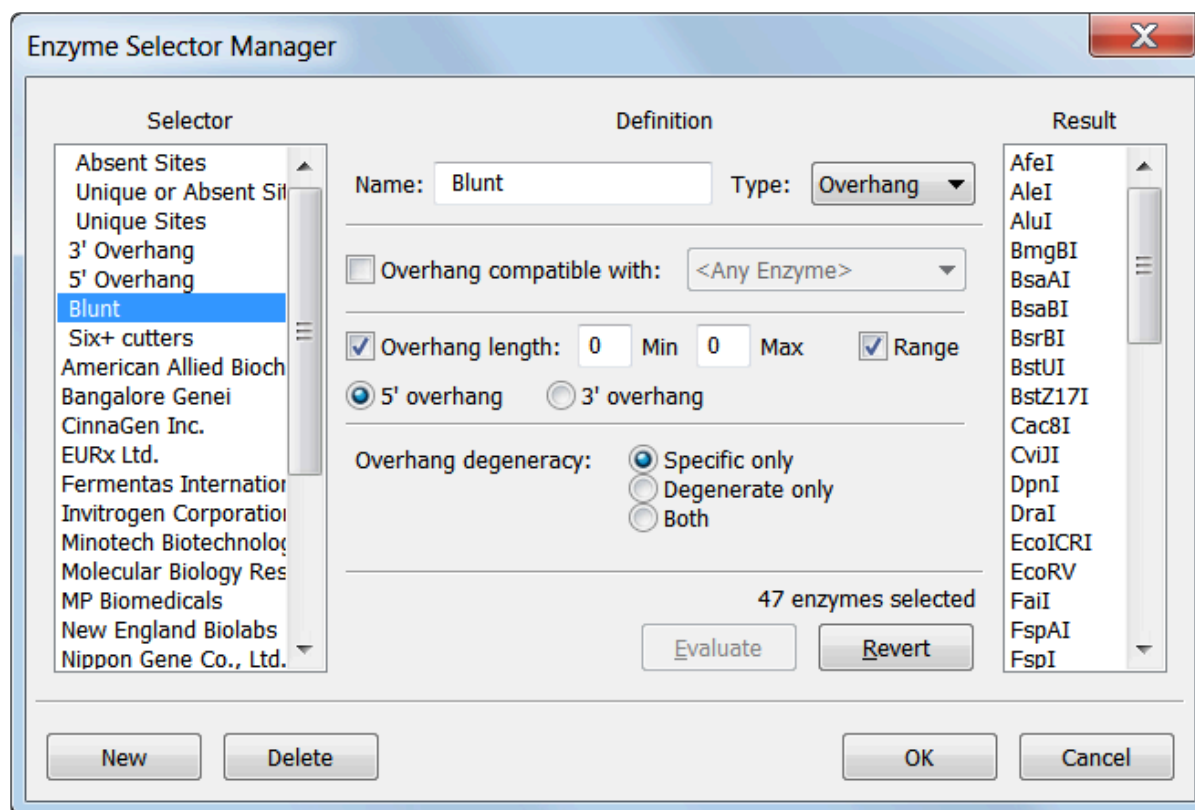 Enzyme Selector Manager
Selector
Absent Sites
Unique or Absent Sit
Unique Sites
3' Overhang
5' Overhang
Blunt
Six+ cutters
American Allied Bioch
Bangalore Genei
CinnaGen Inc.
EURx Ltd.
Fermentas Internation
Invitrogen Corporation
Minotech Biotechnolog
Molecular Biology Res
MP Biomedicals
New England Biolabs
Nippon Gene Co., Ltd.
Definition
Name: Blunt Type: Overhang
Overhang compatible with: <Any Enzyme>
Overhang length: 0 Min 0 Max Range
5' overhang 3' overhang
Overhang degeneracy: Specific only
Degenerate only
Both
47 enzymes selected
Evaluate Revert
Result
AfeI
AleI
AluI
BmgBI
BsaAI
BsaBI
BsrBI
BstUI
BstZ17I
Cac8I
CviJI
DpnI
DraI
EcoICRI
EcoRV
FaiI
FspAI
FspI
New Delete OK Cancel